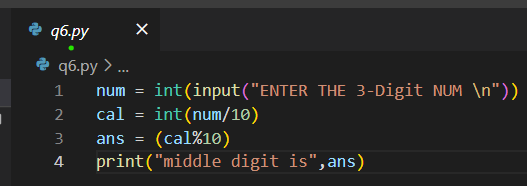 q6.py ×
q6.py > ...
1 num = int(input("ENTER THE 3-Digit NUM \n"))
2 cal = int(num/10)
3 ans = (cal%10)
4 print("middle digit is",ans)